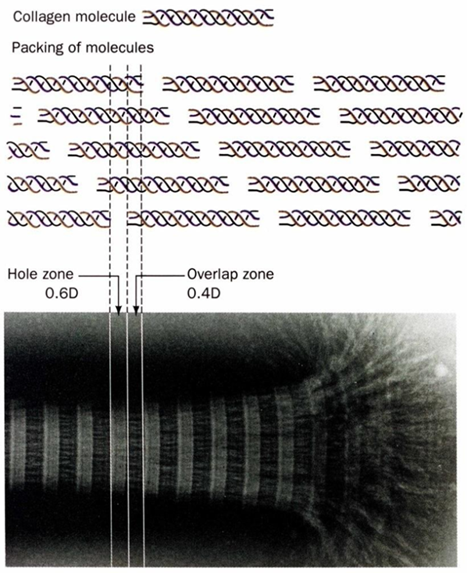 Collagen molecule
Packing of molecules
Hole zone
0.6D
Overlap zone
0.4D